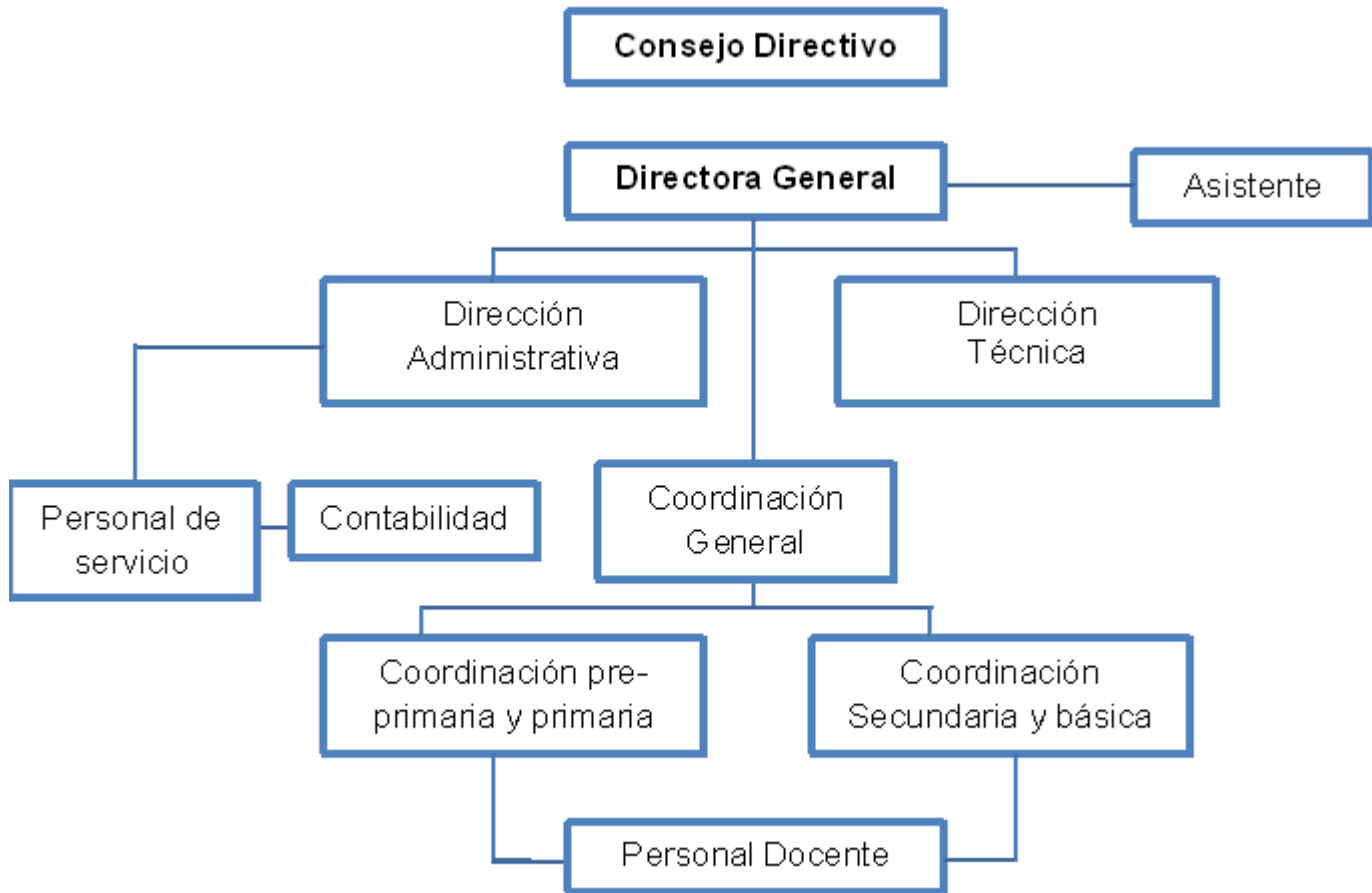 Consejo Directivo
Directora General
Asistente
Dirección
Administrativa
Dirección
Técnica
Personal de
servicio
Contabilidad
Coordinación
General
Coordinación pre-
primaria y primaria
Coordinación
Secundaria y básica
Personal Docente